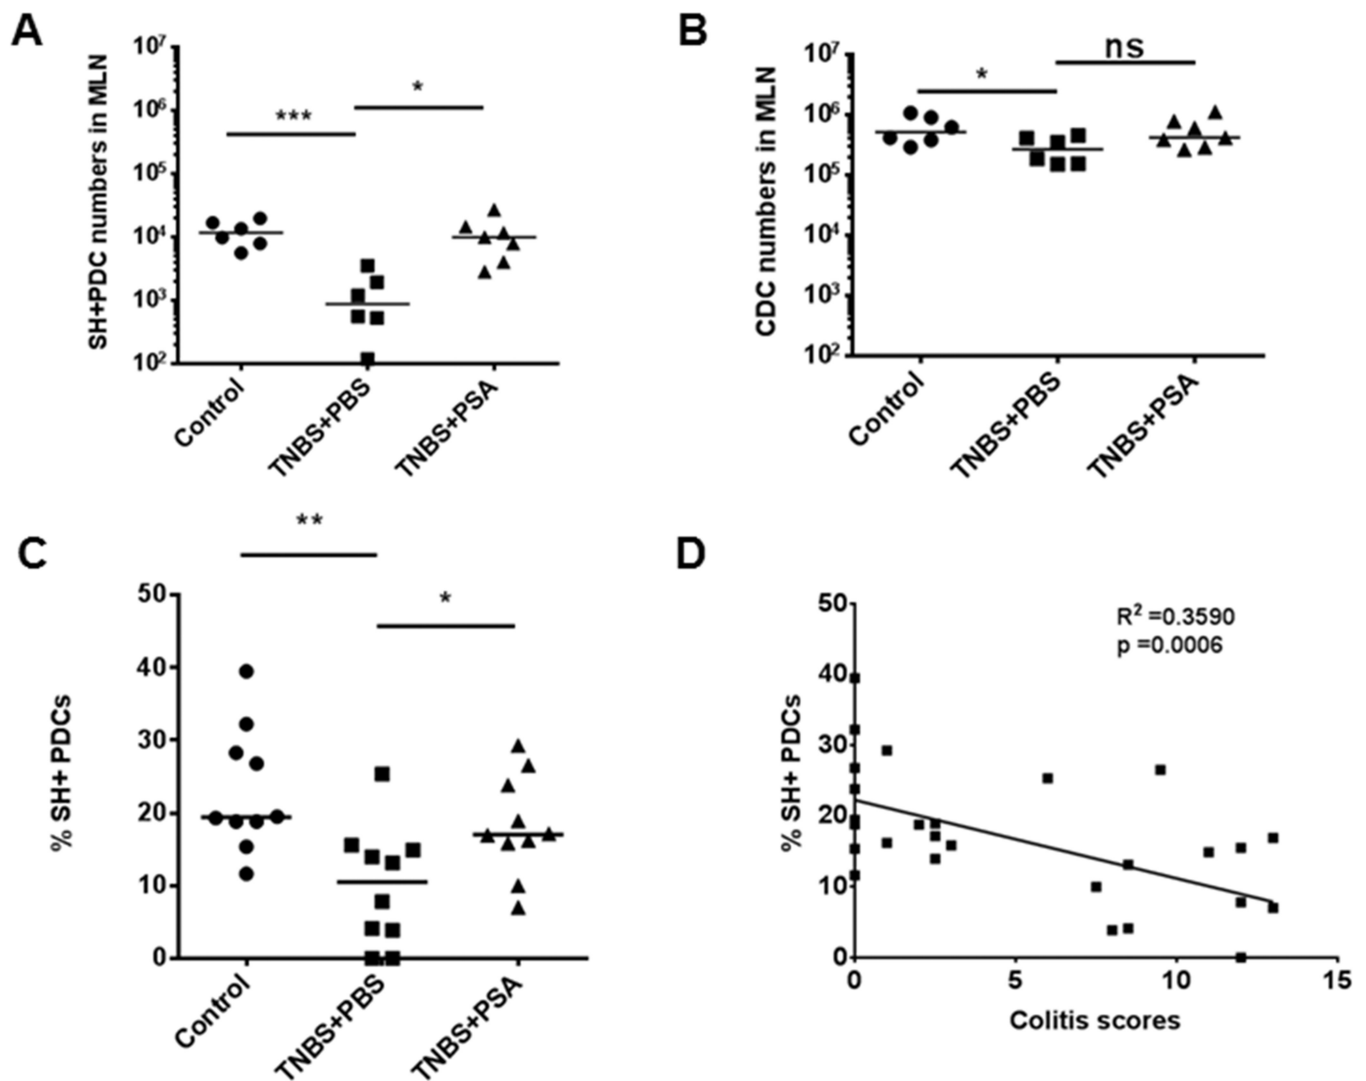 A
SH+PDC numbers in MLN
10⁷
10⁶
10⁵
10⁴
10³
10²
***
*
Control
TNBS+PBS
TNBS+PSA
B
CDC numbers in MLN
10⁷
10⁶
10⁵
10⁴
10³
10²
*
ns
Control
TNBS+PBS
TNBS+PSA
C
% SH+ PDCs
50
40
30
20
10
0
**
*
Control
TNBS+PBS
TNBS+PSA
D
% SH+ PDCs
50
40
30
20
10
0
R² =0.3590
p =0.0006
0 5 10 15
Colitis scores